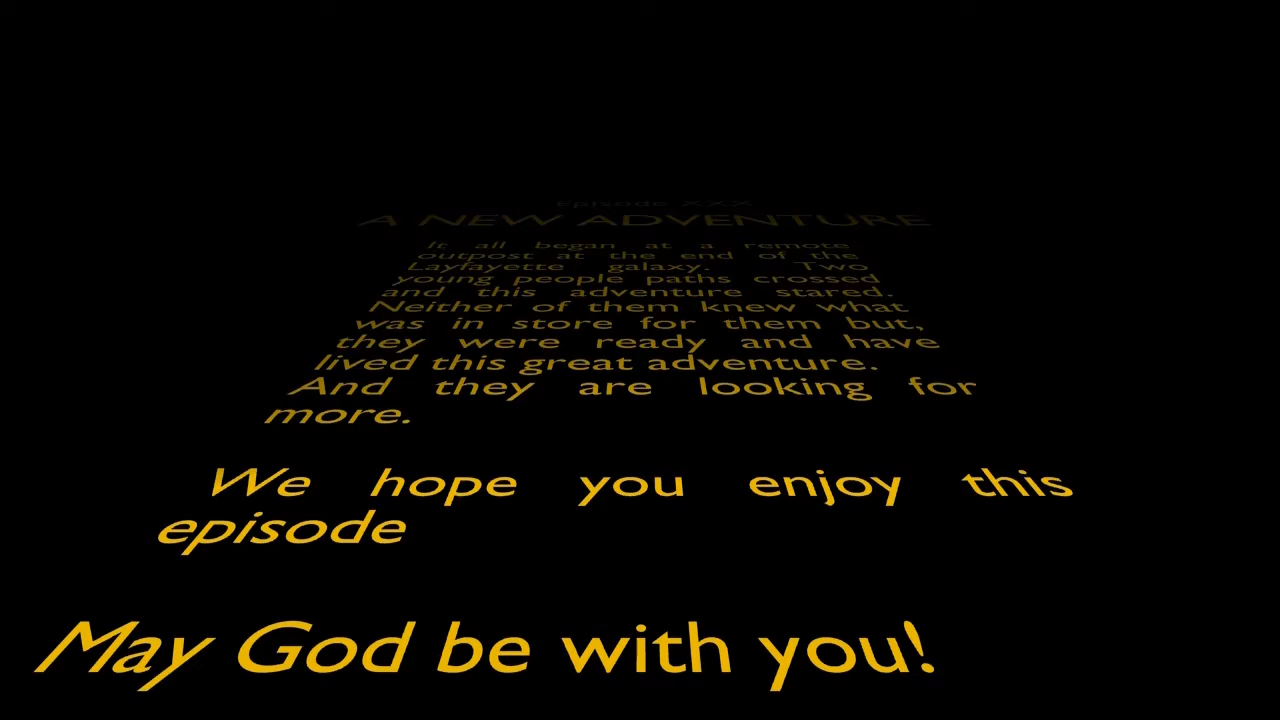 Episode XXX
A NEW ADVENTURE
It all began at a remote
outpost at the end of the
Layfayette galaxy. Two
young people paths crossed
and this adventure stared.
Neither of them knew what
was in store for them but,
they were ready and have
lived this great adventure.
And they are looking for
more.
We hope you enjoy this
episode
May God be with you!